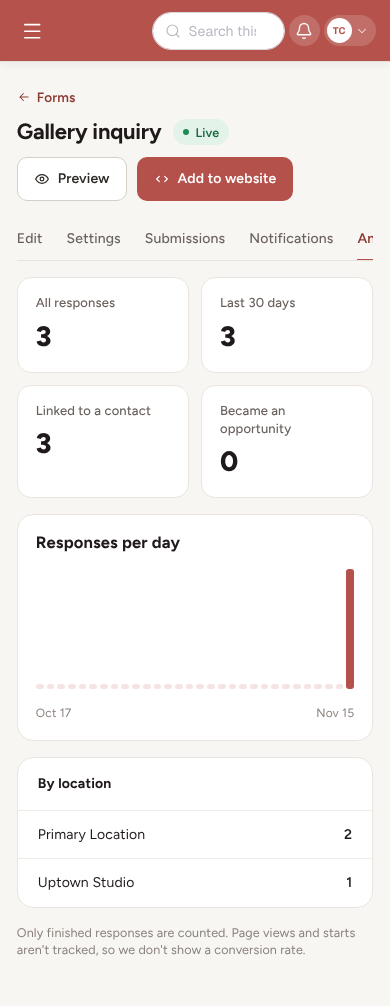 Search this
TC
Forms
Gallery inquiry
Live
Preview
Add to website
Edit Settings Submissions Notifications An
All responses
3
Last 30 days
3
Linked to a contact
3
Became an
opportunity
0
Responses per day
Oct 17 Nov 15
By location
Primary Location 2
Uptown Studio 1
Only finished responses are counted. Page views and starts
aren't tracked, so we don't show a conversion rate.